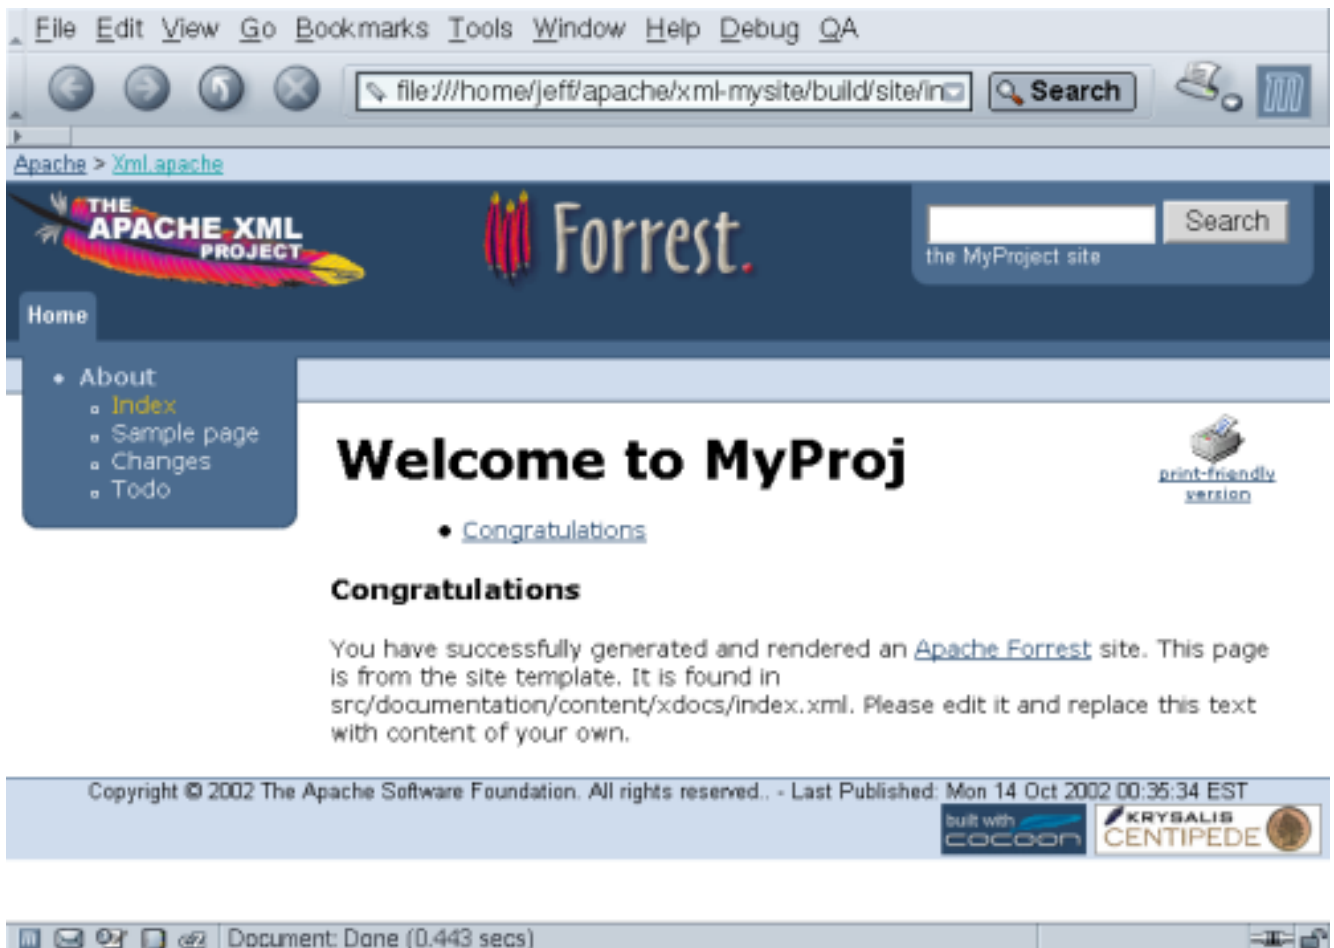 File Edit View Go Bookmarks Tools Window Help Debug QA
file:///home/jeff/apache/xml-mysite/build/site/in
Search
Apache > Xml.apache
THE
APACHE XML
PROJECT
Forrest.
Search
the MyProject site
Home
About
Index
Sample page
Changes
Todo
Welcome to MyProj
print-friendly
version
Congratulations
Congratulations
You have successfully generated and rendered an Apache Forrest site. This page
is from the site template. It is found in
src/documentation/content/xdocs/index.xml. Please edit it and replace this text
with content of your own.
Copyright © 2002 The Apache Software Foundation. All rights reserved.. - Last Published: Mon 14 Oct 2002 00:35:34 EST
built with
cocoon
KRYSALIS
CENTIPEDE
Document: Done (0.443 secs)